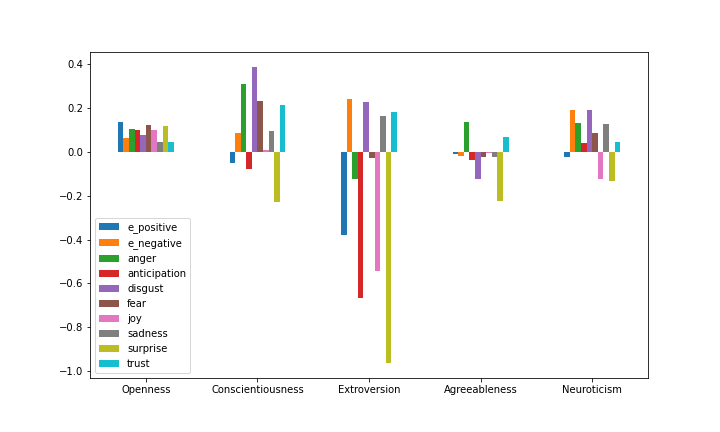 0.4
0.2
0.0
−0.2
−0.4
−0.6
−0.8
−1.0
e_positive
e_negative
anger
anticipation
disgust
fear
joy
sadness
surprise
trust
Openness Conscientiousness Extroversion Agreeableness Neuroticism